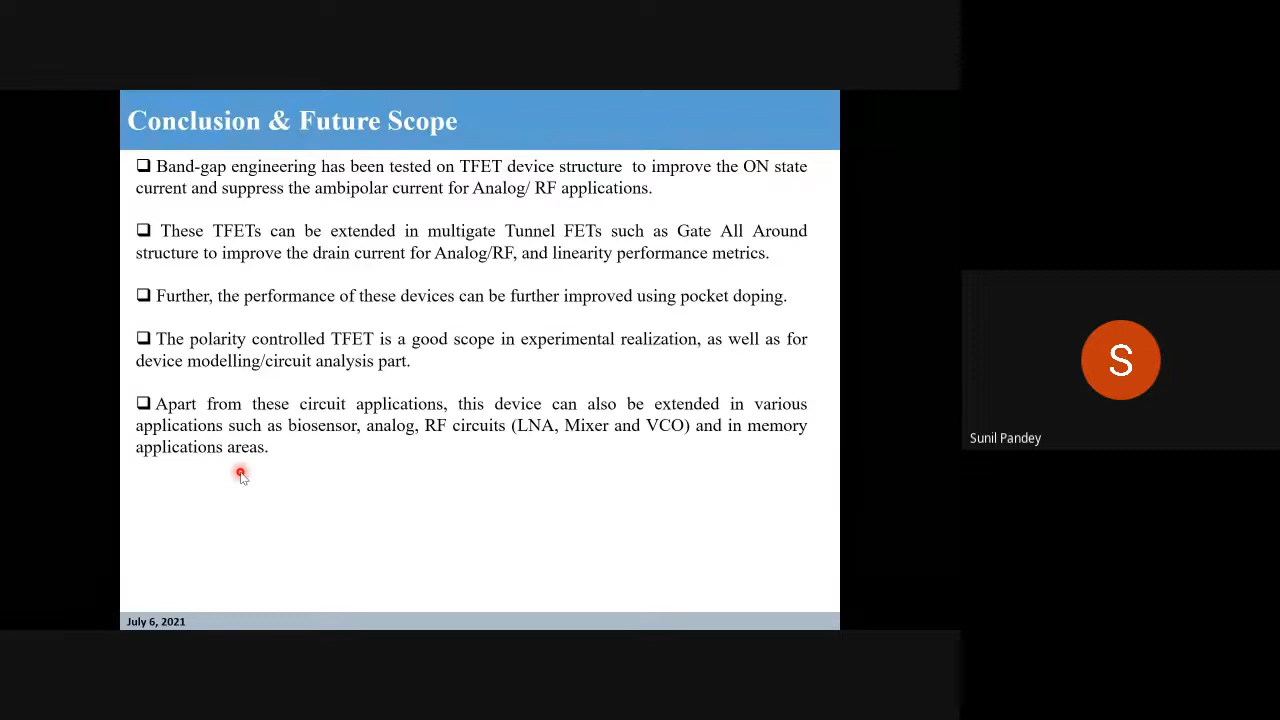 Conclusion & Future Scope
❑ Band-gap engineering has been tested on TFET device structure to improve the ON state
current and suppress the ambipolar current for Analog/ RF applications.
❑ These TFETs can be extended in multigate Tunnel FETs such as Gate All Around
structure to improve the drain current for Analog/RF, and linearity performance metrics.
❑ Further, the performance of these devices can be further improved using pocket doping.
❑ The polarity controlled TFET is a good scope in experimental realization, as well as for
device modelling/circuit analysis part.
❑ Apart from these circuit applications, this device can also be extended in various
applications such as biosensor, analog, RF circuits (LNA, Mixer and VCO) and in memory
applications areas.
July 6, 2021
S
Sunil Pandey